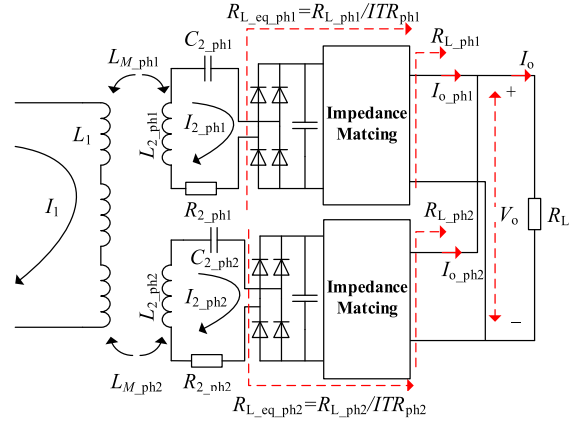 R_L_eq_ph1=R_L_ph1/ITR_ph1
C_2_ph1
R_L_ph1
L_M_ph1
I_o
I_o_ph1
+
L_1
L_2_ph1
I_2_ph1
Impedance
Matcing
R_2_ph1
I_1
R_L_ph2
V_o
R_L
C_2_ph2
I_o_ph2
L_2_ph2
I_2_ph2
Impedance
Matcing
–
L_M_ph2
R_2_ph2
R_L_eq_ph2=R_L_ph2/ITR_ph2